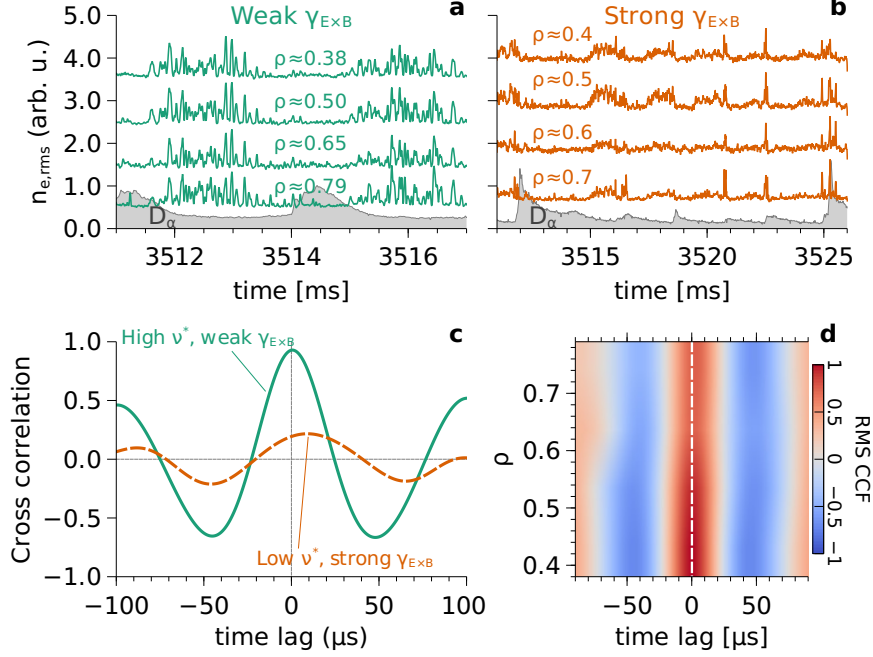 Weak γE×B
a
ρ≈0.38
ρ≈0.50
ρ≈0.65
ρ≈0.79
Dα
5.0
4.0
3.0
2.0
1.0
0.0
ne,rms (arb. u.)
3512
3514
3516
time [ms]
Strong γE×B
b
ρ≈0.4
ρ≈0.5
ρ≈0.6
ρ≈0.7
Dα
3515
3520
3525
time [ms]
c
High ν*, weak γE×B
Low ν*, strong γE×B
1.0
0.5
0.0
−0.5
−1.0
Cross correlation
−100
−50
0
50
100
time lag (μs)
d
0.7
0.6
0.5
0.4
ρ
−50
0
50
time lag [μs]
1
0.5
0
−0.5
−1
RMS CCF